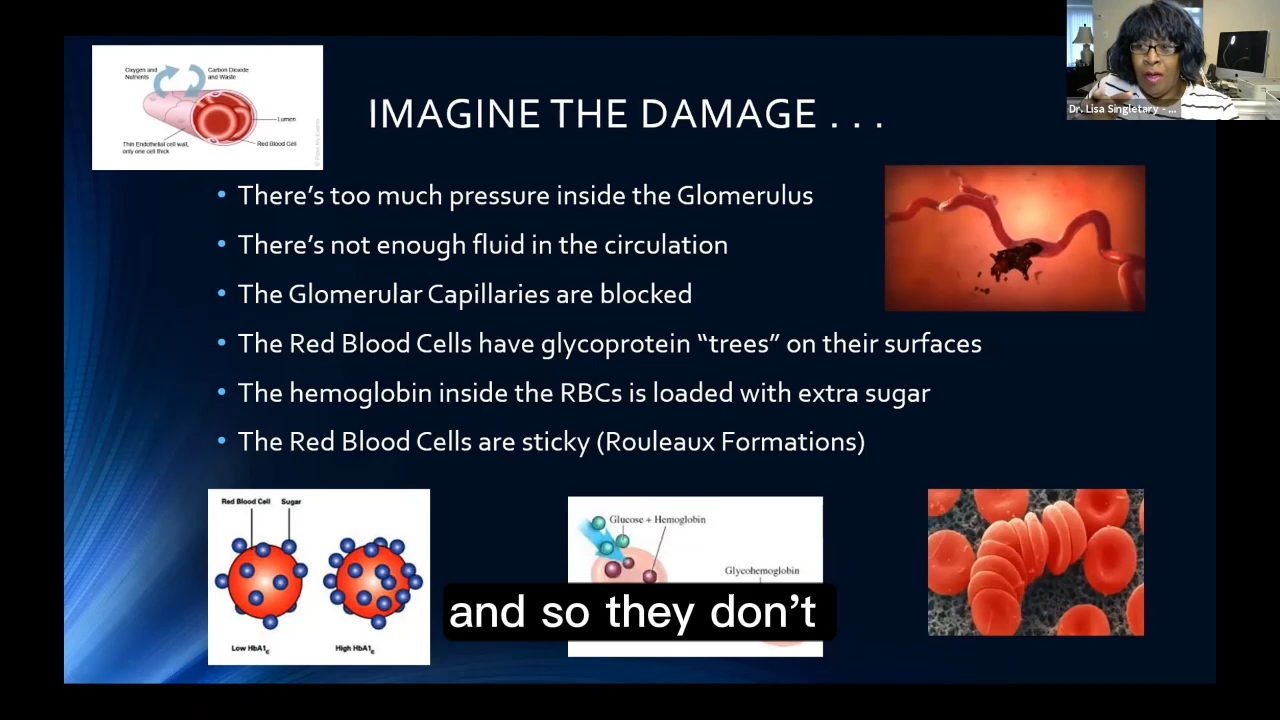 Oxygen and
Nutrients
Carbon Dioxide
and Waste
Lumen
Thin Endothelial cell wall,
only one cell thick
Red Blood Cell
IMAGINE THE DAMAGE . . .
Dr. Lisa Singletary - ...
• There’s too much pressure inside the Glomerulus
• There’s not enough fluid in the circulation
• The Glomerular Capillaries are blocked
• The Red Blood Cells have glycoprotein “trees” on their surfaces
• The hemoglobin inside the RBCs is loaded with extra sugar
• The Red Blood Cells are sticky (Rouleaux Formations)
Red Blood Cell
Sugar
Low HbA1c
High HbA1c
Glucose + Hemoglobin
Glycohemoglobin
and so they don’t